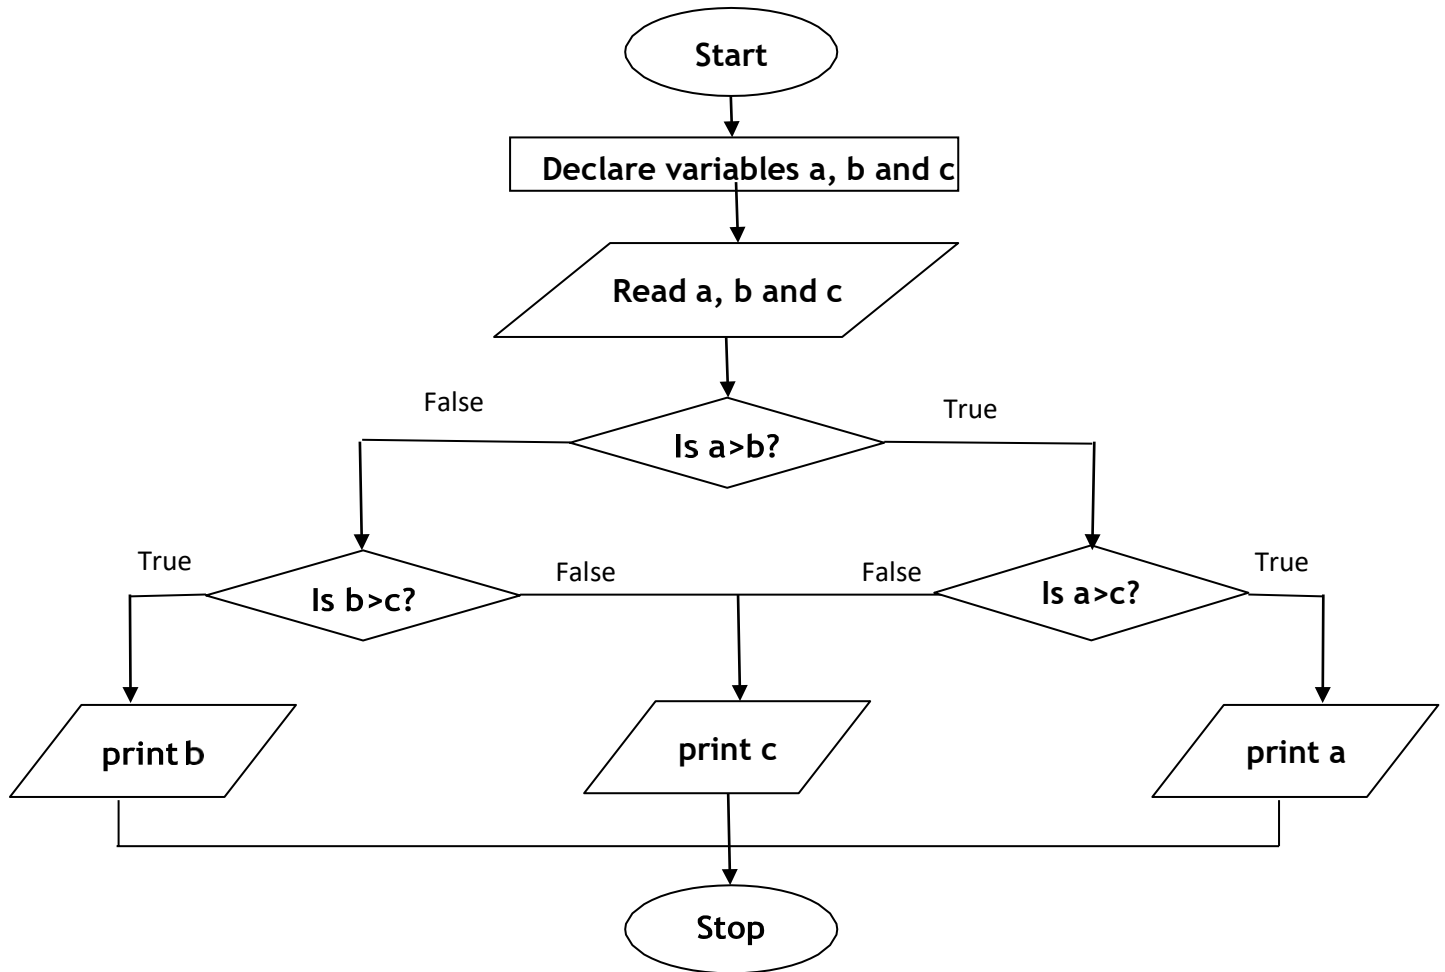 Start
Declare variables a, b and c
Read a, b and c
False
True
Is a>b?
True
False
False
True
Is b>c?
Is a>c?
print b
print c
print a
Stop